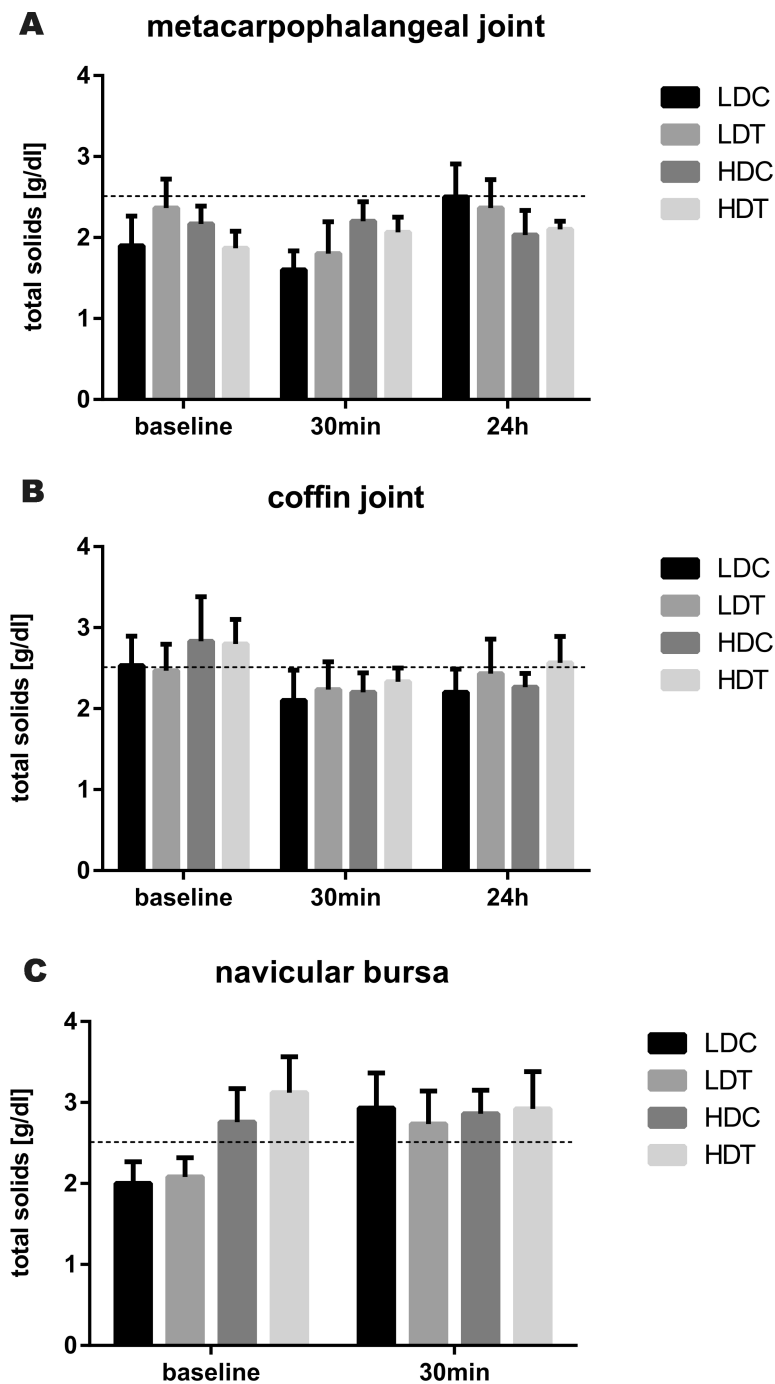 A
metacarpophalangeal joint
total solids [g/dl]
4
3
2
1
0
baseline 30min 24h
LDC
LDT
HDC
HDT
B
coffin joint
total solids [g/dl]
4
3
2
1
0
baseline 30min 24h
LDC
LDT
HDC
HDT
C
navicular bursa
total solids [g/dl]
4
3
2
1
0
baseline 30min
LDC
LDT
HDC
HDT